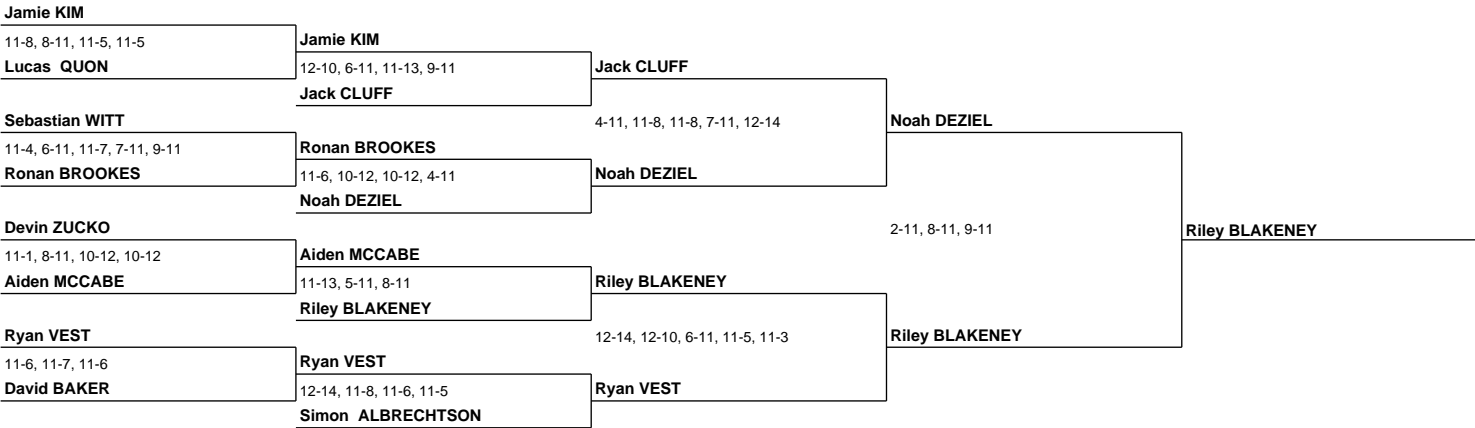 Jamie KIM
11-8, 8-11, 11-5, 11-5
Jamie KIM
Lucas QUON
12-10, 6-11, 11-13, 9-11
Jack CLUFF
Jack CLUFF
Sebastian WITT
4-11, 11-8, 11-8, 7-11, 12-14
Noah DEZIEL
11-4, 6-11, 11-7, 7-11, 9-11
Ronan BROOKES
Ronan BROOKES
11-6, 10-12, 10-12, 4-11
Noah DEZIEL
Noah DEZIEL
Devin ZUCKO
2-11, 8-11, 9-11
Riley BLAKENEY
11-1, 8-11, 10-12, 10-12
Aiden MCCABE
Aiden MCCABE
11-13, 5-11, 8-11
Riley BLAKENEY
Riley BLAKENEY
Ryan VEST
12-14, 12-10, 6-11, 11-5, 11-3
Riley BLAKENEY
11-6, 11-7, 11-6
Ryan VEST
David BAKER
12-14, 11-8, 11-6, 11-5
Ryan VEST
Simon ALBRECHTSON